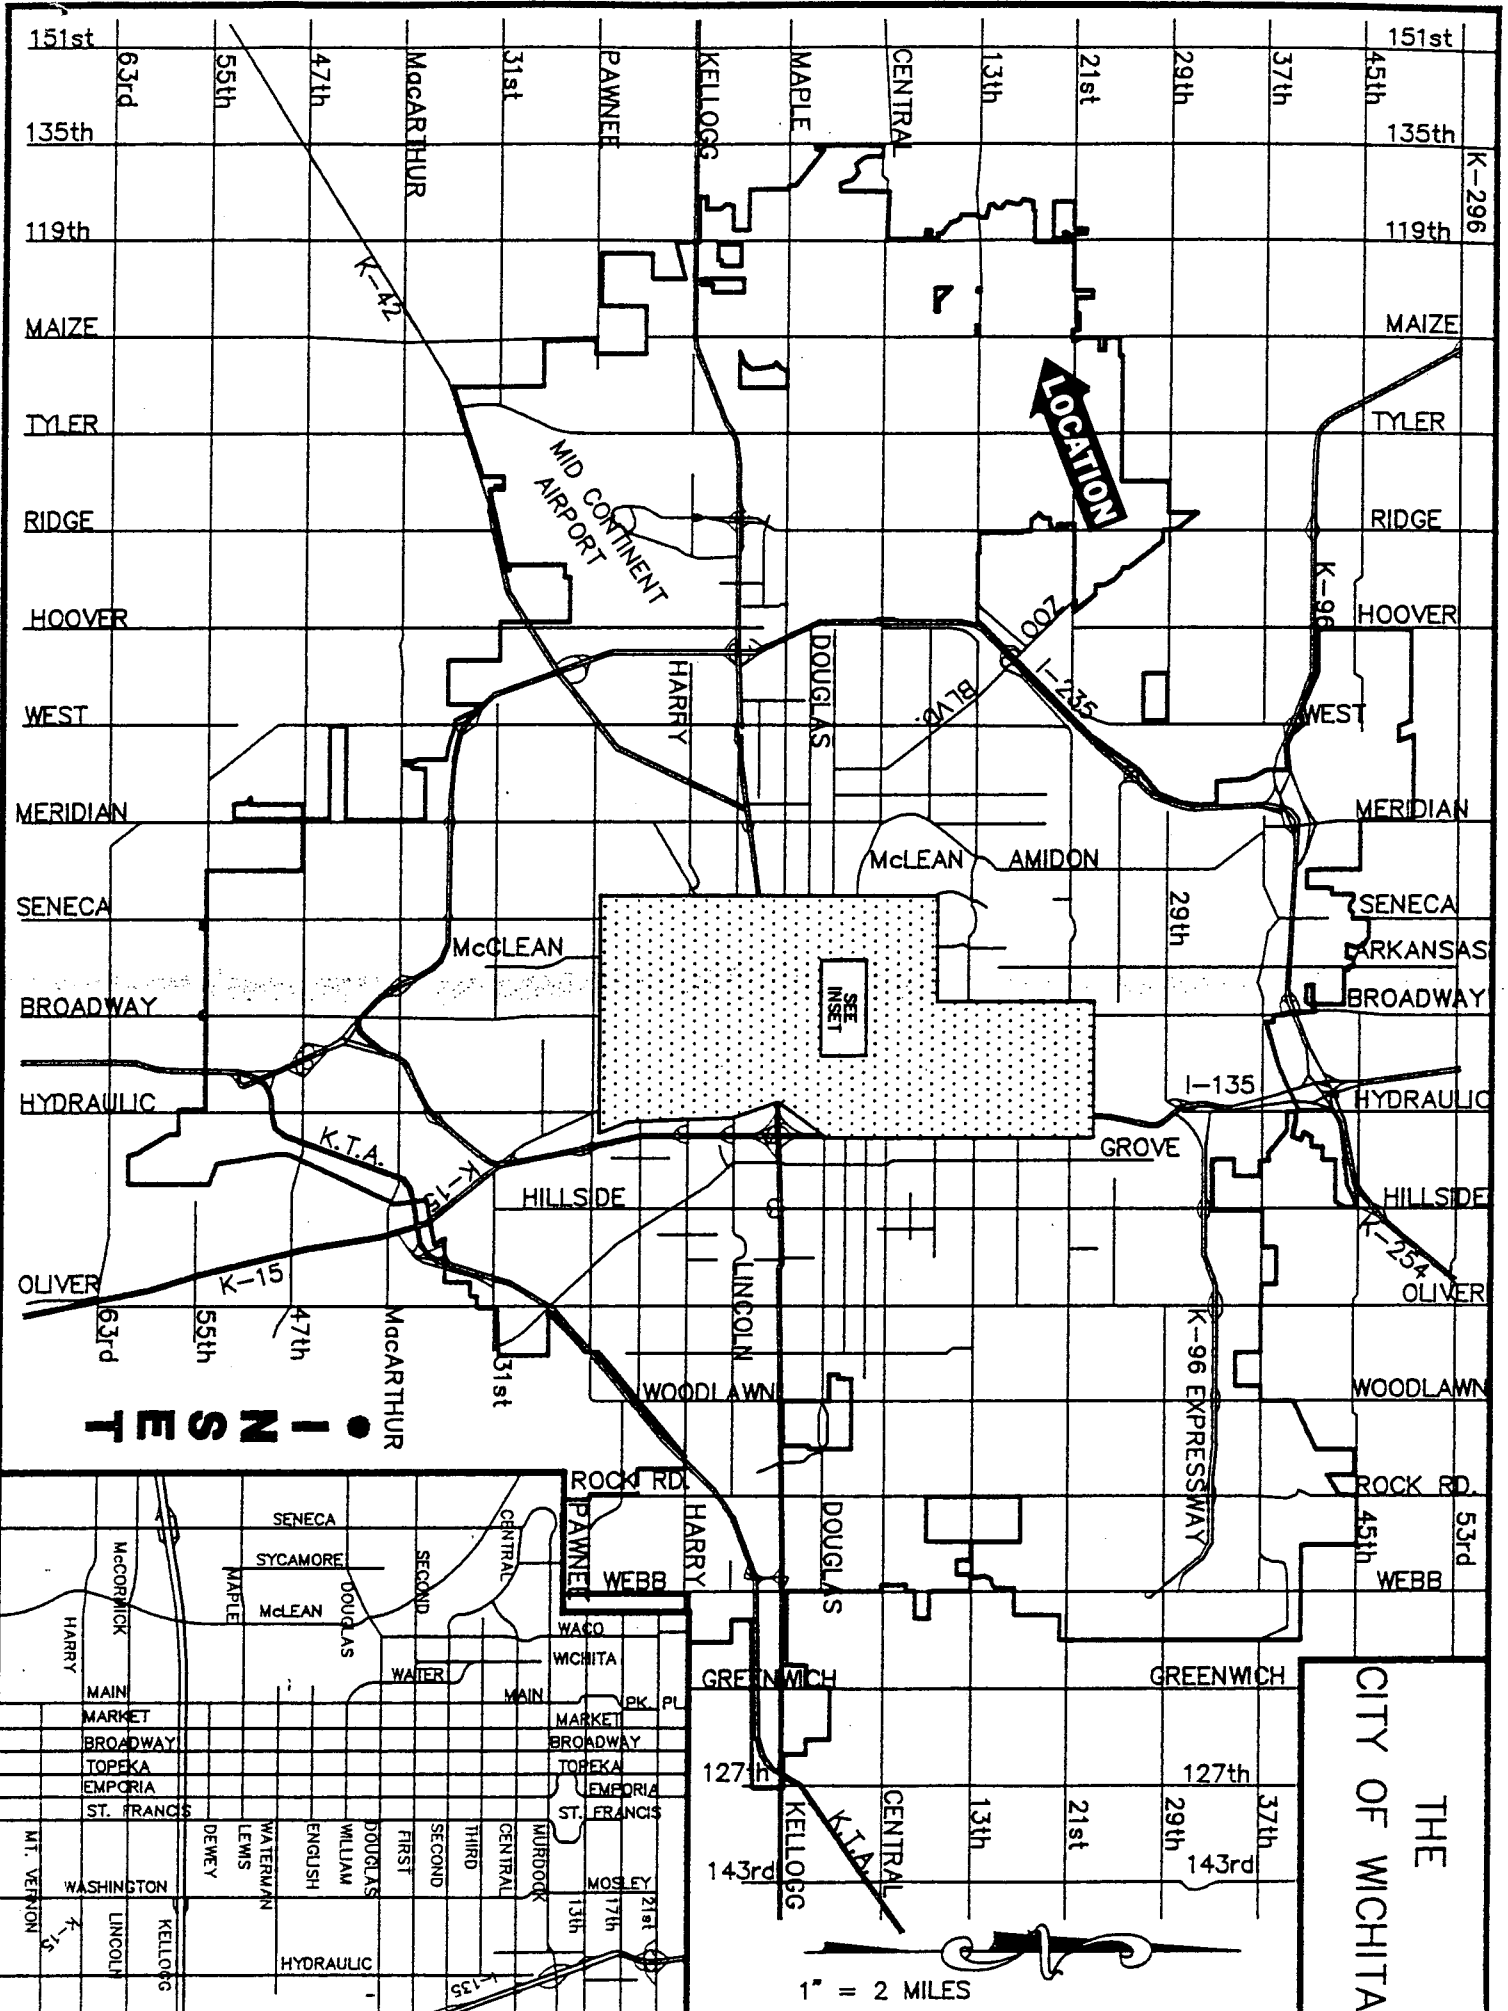 151st
151st
63rd
55th
47th
MacARTHUR
31st
PAWNEE
KELLOGG
MAPLE
CENTRAL
13th
21st
29th
37th
45th
135th
135th
K-296
119th
119th
K-42
MAIZE
MAIZE
LOCATION
TYLER
TYLER
MID CONTINENT
AIRPORT
RIDGE
RIDGE
K-96
HOOVER
HOOVER
ZOO
BLVD.
I-235
HARRY
DOUGLAS
WEST
WEST
MERIDIAN
MERIDIAN
McLEAN
AMIDON
SENECA
SENECA
29th
McCLEAN
ARKANSAS
SEE
INSET
BROADWAY
BROADWAY
I-135
HYDRAULIC
HYDRAULIC
K.T.A.
GROVE
K-15
HILLSIDE
HILLSIDE
K-254
K-15
LINCOLN
OLIVER
OLIVER
63rd
55th
47th
MacARTHUR
31st
K-96 EXPRESSWAY
WOODLAWN
WOODLAWN
• INSET
ROCK RD.
ROCK RD.
PAWNEE
HARRY
DOUGLAS
45th
53rd
WEBB
WEBB
GREENWICH
GREENWICH
127th
127th
KELLOGG
K.T.A.
CENTRAL
13th
21st
29th
37th
143rd
143rd
THE
CITY OF WICHITA
1" = 2 MILES
SENECA
CENTRAL
SYCAMORE
SECOND
McCORMICK
MAPLE
DOUGLAS
McLEAN
HARRY
WACO
WICHITA
WATER
MAIN
MAIN
PK. PL
MARKET
MARKET
BROADWAY
BROADWAY
TOPEKA
TOPEKA
EMPORIA
EMPORIA
ST. FRANCIS
ST. FRANCIS
MT. VERNON
DEWEY
LEWIS
WATERMAN
ENGLISH
WILLIAM
DOUGLAS
FIRST
SECOND
THIRD
CENTRAL
MURDOCK
WASHINGTON
MOSLEY
13th
17th
21st
K-15
LINCOLN
KELLOGG
HYDRAULIC
I-135